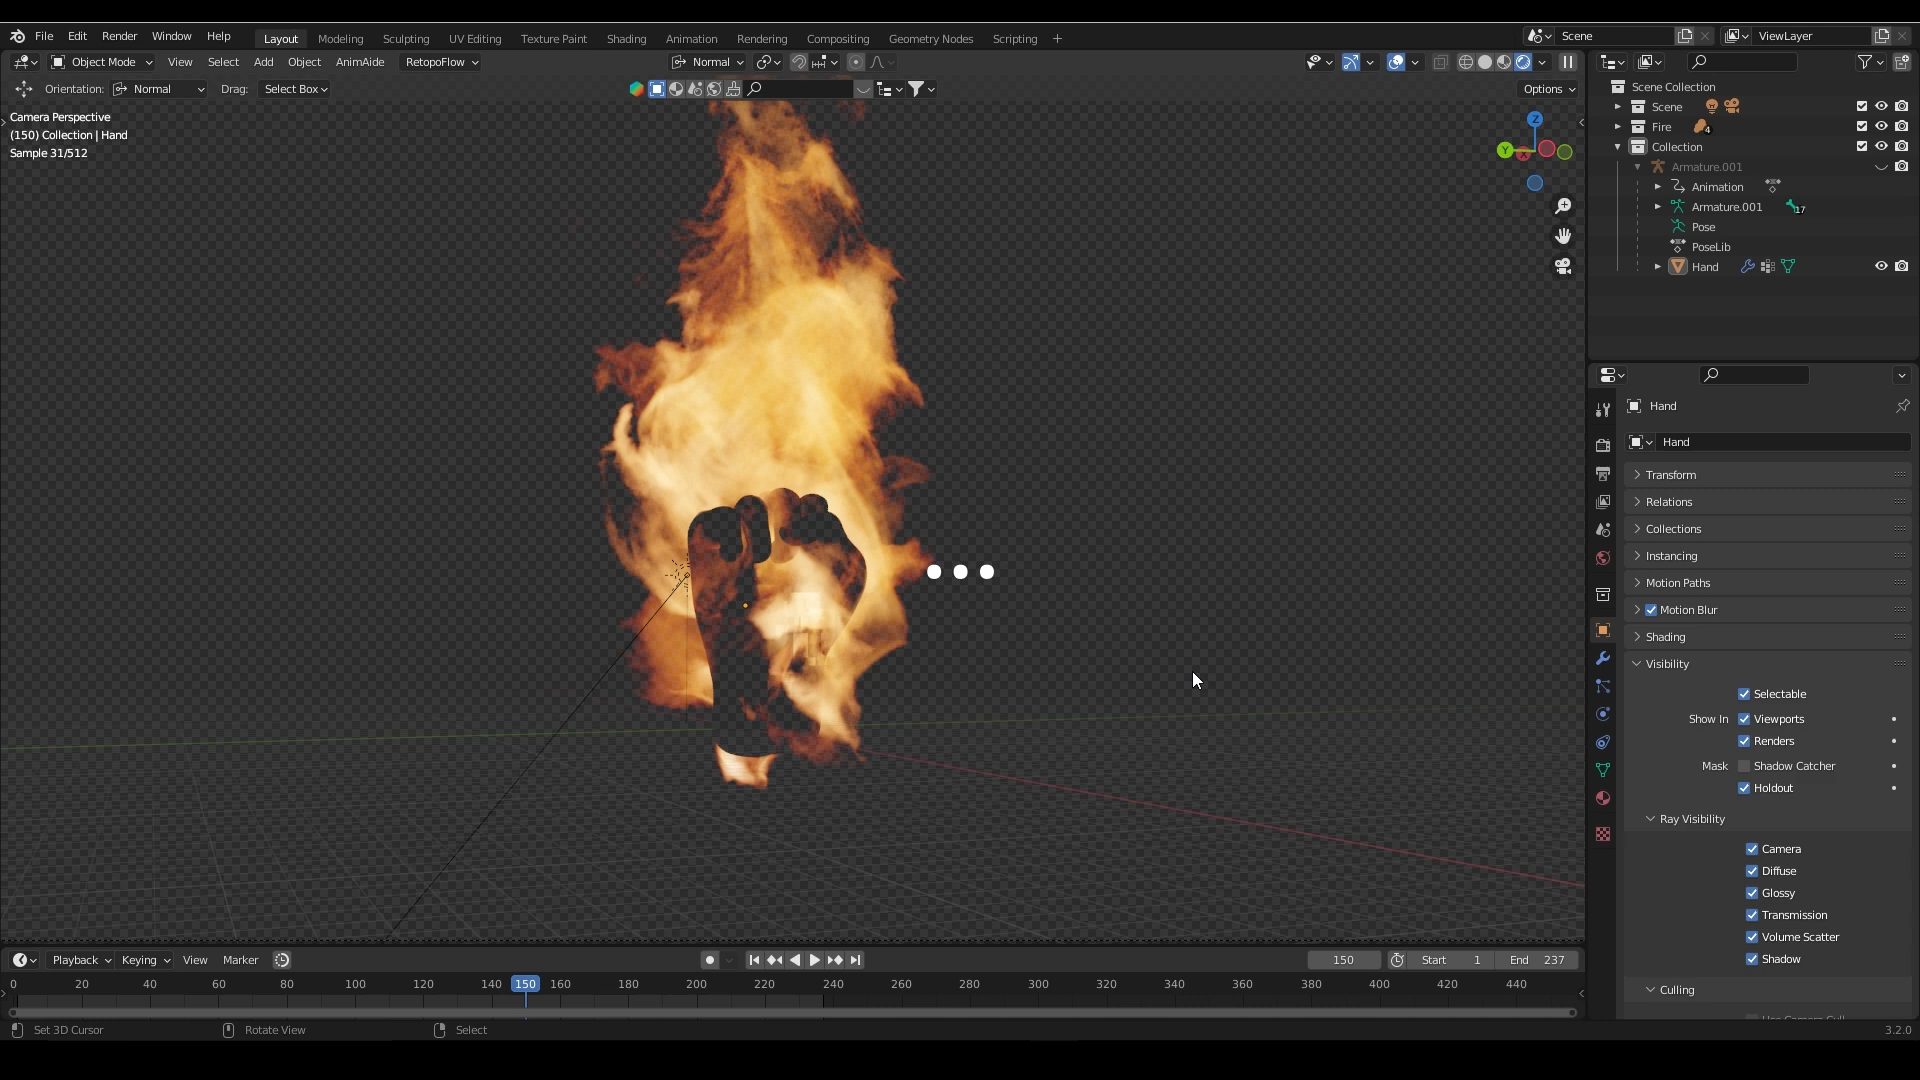 File Edit Render Window Help Layout Modeling Sculpting UV Editing Texture Paint Shading Animation Rendering Compositing Geometry Nodes Scripting + Scene ViewLayer
Object Mode View Select Add Object AnimAide RetopoFlow Normal
Orientation: Normal Drag: Select Box Options
Camera Perspective
(150) Collection | Hand
Sample 31/512
Z
Y
X
Scene Collection
Scene
Fire 4
Collection
Armature.001
Animation
Armature.001 17
Pose
PoseLib
Hand
Hand
Hand
Transform
Relations
Collections
Instancing
Motion Paths
Motion Blur
Shading
Visibility
Selectable
Show In Viewports
Renders
Mask Shadow Catcher
Holdout
Ray Visibility
Camera
Diffuse
Glossy
Transmission
Volume Scatter
Shadow
Culling
Use Camera Cull
Playback Keying View Marker 150 Start 1 End 237
0 20 40 60 80 100 120 140 150 160 180 200 220 240 260 280 300 320 340 360 380 400 420 440
Set 3D Cursor Rotate View Select 3.2.0